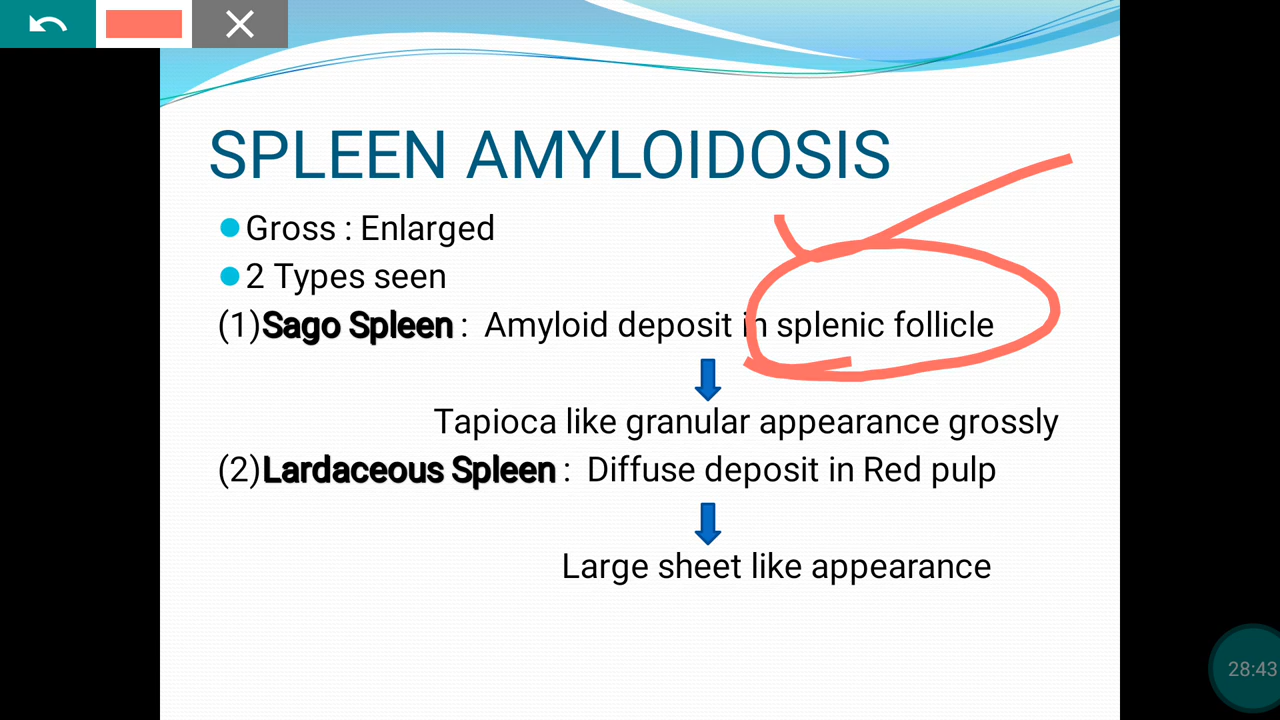 SPLEEN AMYLOIDOSIS
Gross : Enlarged
2 Types seen
(1)Sago Spleen : Amyloid deposit in splenic follicle
Tapioca like granular appearance grossly
(2)Lardaceous Spleen : Diffuse deposit in Red pulp
Large sheet like appearance
28:43